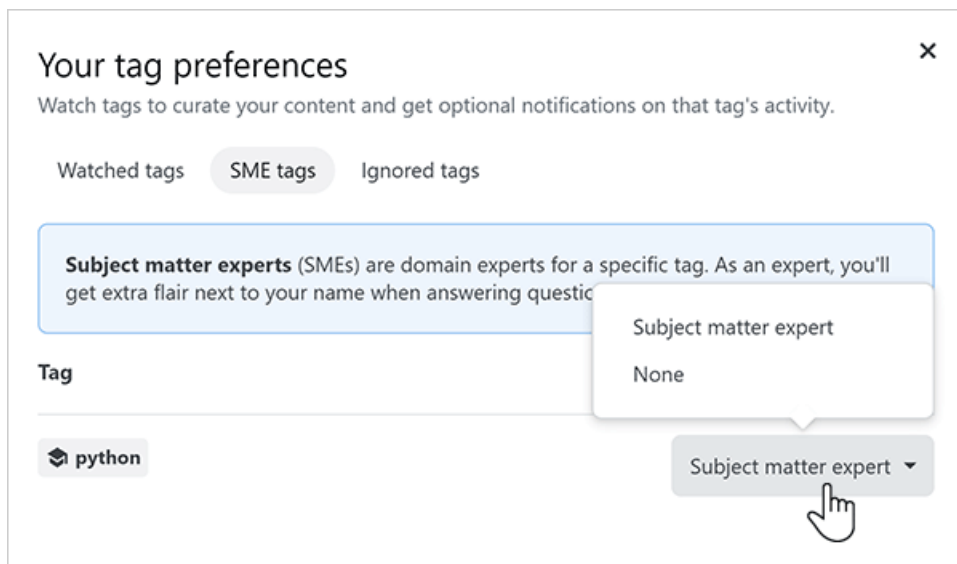 Your tag preferences
Watch tags to curate your content and get optional notifications on that tag's activity.
Watched tags SME tags Ignored tags
Subject matter experts (SMEs) are domain experts for a specific tag. As an expert, you'll
get extra flair next to your name when answering
Subject matter expert
None
Tag
python
Subject matter expert